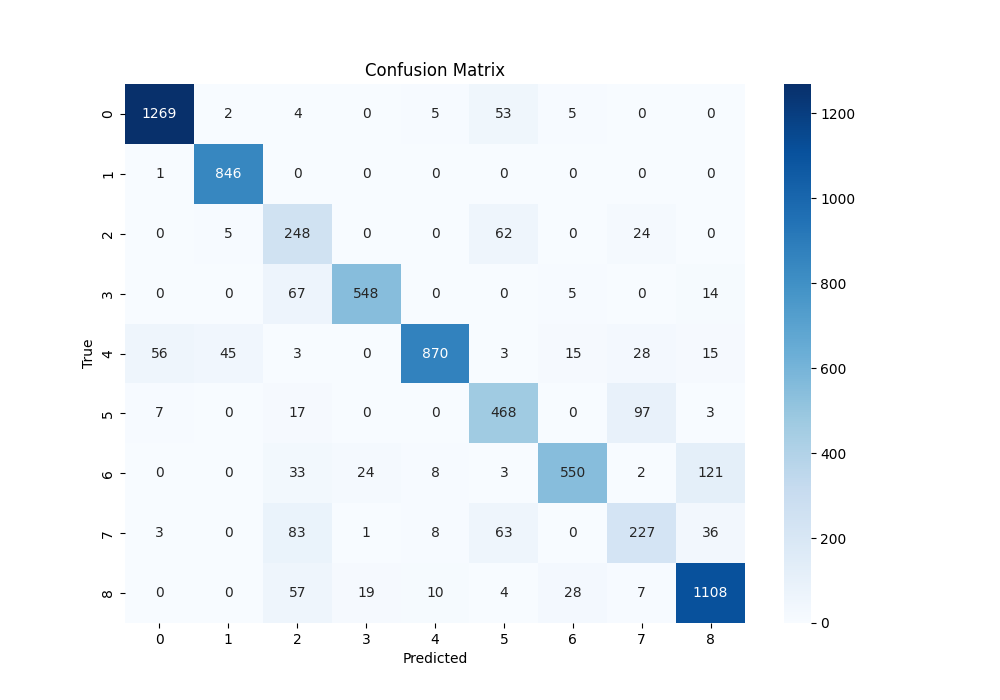 Confusion Matrix
0 1269 2 4 0 5 53 5 0 0
1 1 846 0 0 0 0 0 0 0
2 0 5 248 0 0 62 0 24 0
3 0 0 67 548 0 0 5 0 14
4 56 45 3 0 870 3 15 28 15
5 7 0 17 0 0 468 0 97 3
6 0 0 33 24 8 3 550 2 121
7 3 0 83 1 8 63 0 227 36
8 0 0 57 19 10 4 28 7 1108
0 1 2 3 4 5 6 7 8
Predicted
True
1200
1000
800
600
400
200
0